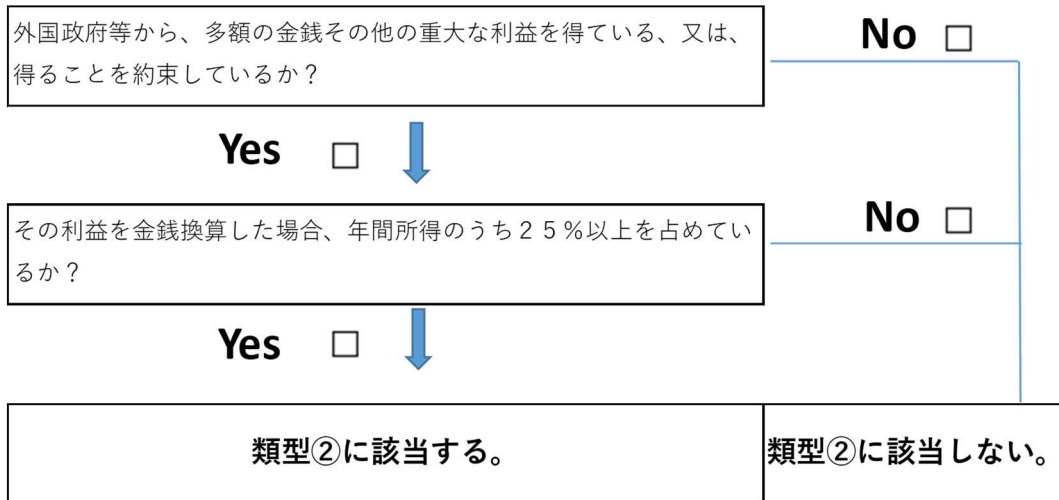 外国政府等から、多額の金銭その他の重大な利益を得ている、又は、
得ることを約束しているか？
No □
Yes □
その利益を金銭換算した場合、年間所得のうち２５％以上を占めてい
るか？
No □
Yes □
類型②に該当する。
類型②に該当しない。